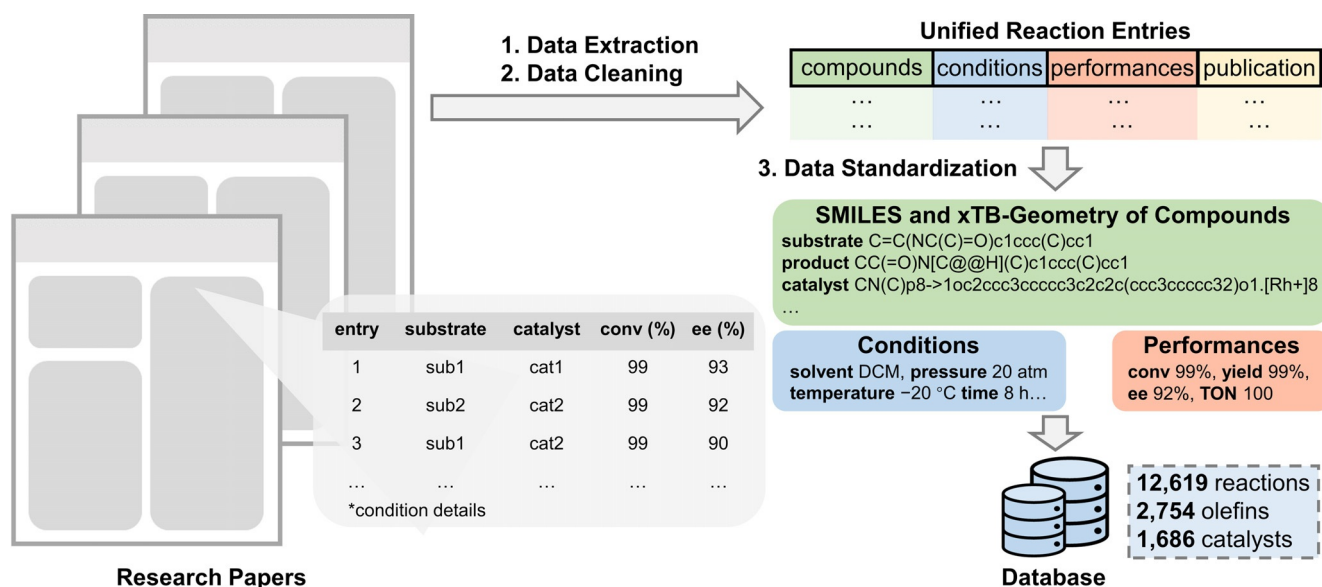 1. Data Extraction
2. Data Cleaning
Unified Reaction Entries
compounds conditions performances publication
… … … …
… … … …
3. Data Standardization
SMILES and xTB-Geometry of Compounds
substrate C=C(NC(C)=O)c1ccc(C)cc1
product CC(=O)N[C@@H](C)c1ccc(C)cc1
catalyst CN(C)p8->1oc2ccc3ccccc3c2c2c(ccc3ccccc32)o1.[Rh+]8
…
Conditions
solvent DCM, pressure 20 atm
temperature −20 °C time 8 h…
Performances
conv 99%, yield 99%,
ee 92%, TON 100
entry substrate catalyst conv (%) ee (%)
1 sub1 cat1 99 93
2 sub2 cat2 99 92
3 sub1 cat2 99 90
… … … … …
*condition details
12,619 reactions
2,754 olefins
1,686 catalysts
Research Papers
Database